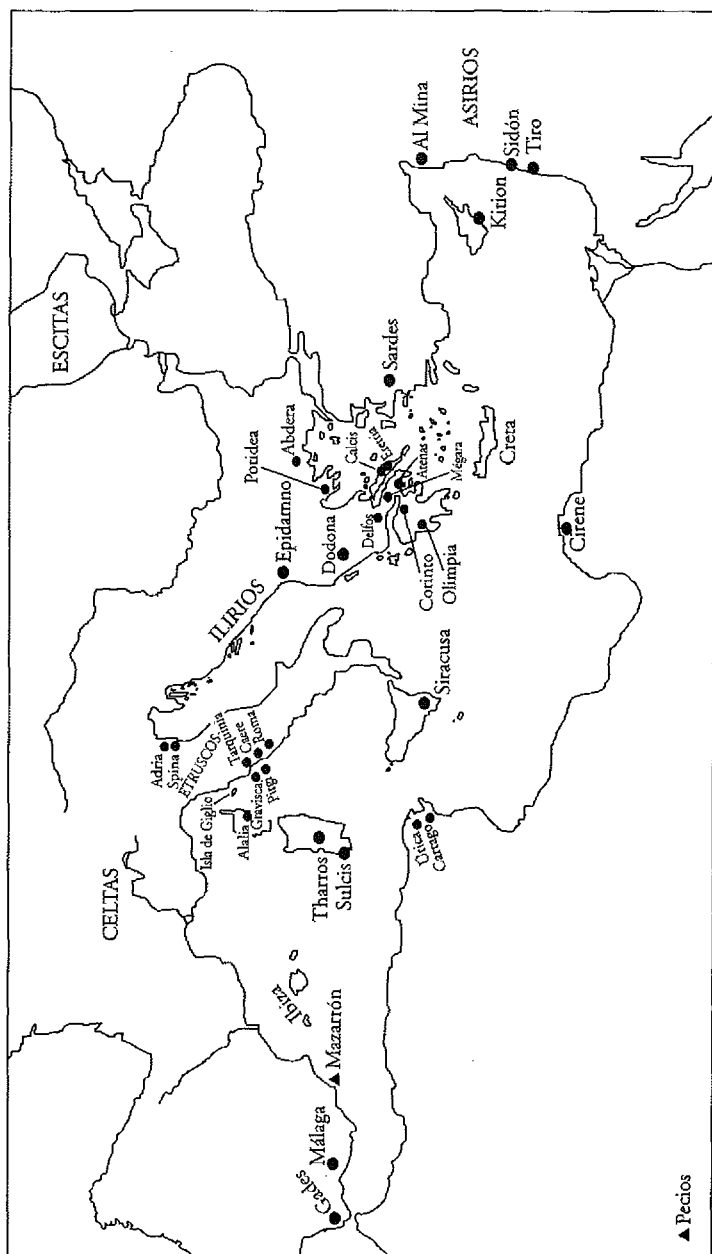 CELTAS
ESCITAS
ILIRIOS
ETRUSCOS
ASIRIOS
Adria
Spina
Tarquinia
Caere
Roma
Isla de Giglio
Gravisca
Pirgi
Alalia
Tharros
Sulcis
Ibiza
Mazarrón
Málaga
Gades
Útica
Cartago
Siracusa
Epidamno
Dodona
Potidea
Abdera
Calcis
Eretria
Atenas
Mégara
Delfos
Corinto
Olimpia
Sardes
Creta
Cirene
Al Mina
Kition
Sidón
Tiro
▲ Pecios